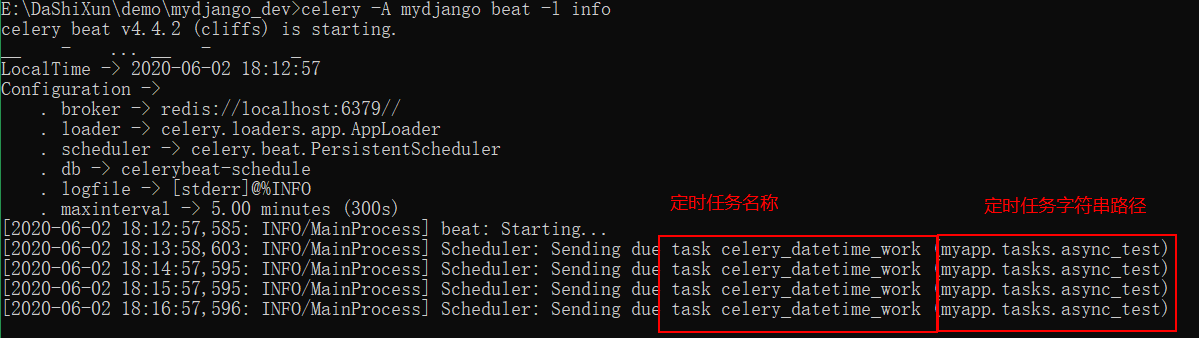 E:\DaShiXun\demo\mydjango_dev>celery -A mydjango beat -l info
celery beat v4.4.2 (cliffs) is starting.
__    -    ... __   -        _
LocalTime -> 2020-06-02 18:12:57
Configuration ->
    . broker -> redis://localhost:6379//
    . loader -> celery.loaders.app.AppLoader
    . scheduler -> celery.beat.PersistentScheduler
    . db -> celerybeat-schedule
    . logfile -> [stderr]@%INFO
    . maxinterval -> 5.00 minutes (300s)
定时任务名称
定时任务字符串路径
[2020-06-02 18:12:57,585: INFO/MainProcess] beat: Starting...
[2020-06-02 18:13:58,603: INFO/MainProcess] Scheduler: Sending due task celery_datetime_work (myapp.tasks.async_test)
[2020-06-02 18:14:57,595: INFO/MainProcess] Scheduler: Sending due task celery_datetime_work (myapp.tasks.async_test)
[2020-06-02 18:15:57,595: INFO/MainProcess] Scheduler: Sending due task celery_datetime_work (myapp.tasks.async_test)
[2020-06-02 18:16:57,596: INFO/MainProcess] Scheduler: Sending due task celery_datetime_work (myapp.tasks.async_test)